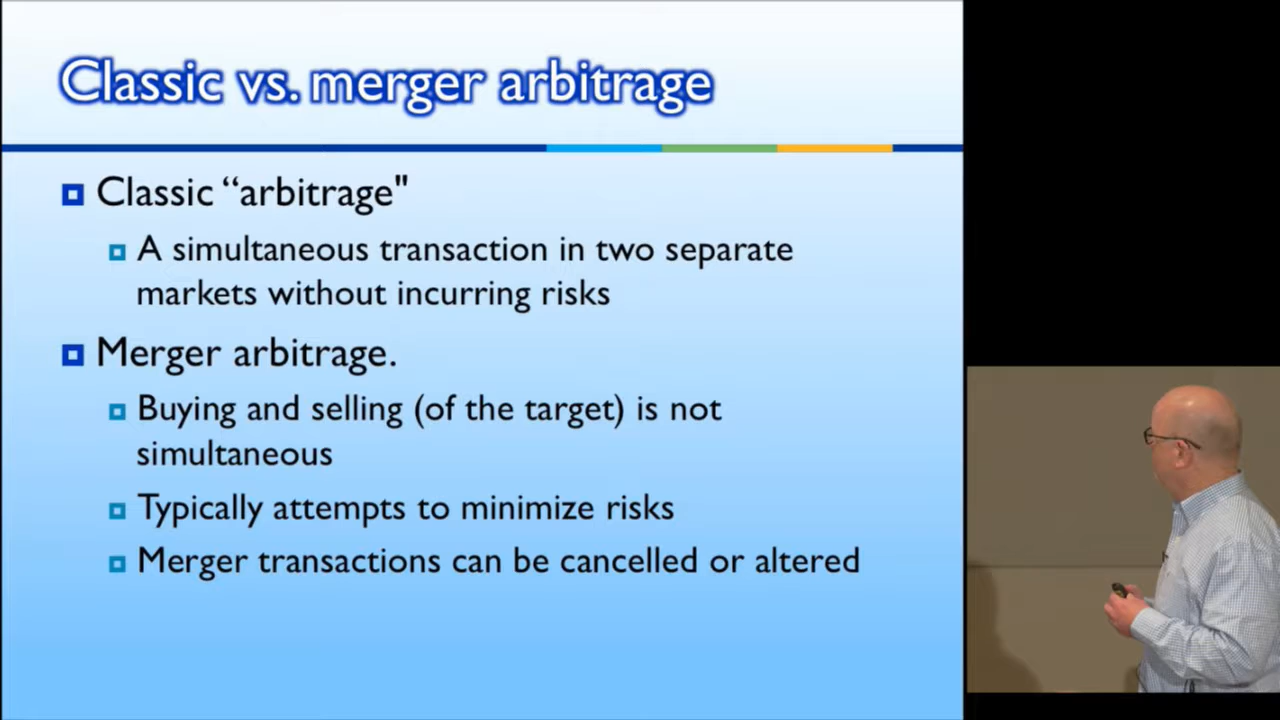 Classic vs. merger arbitrage
Classic “arbitrage"
A simultaneous transaction in two separate
markets without incurring risks
Merger arbitrage.
Buying and selling (of the target) is not
simultaneous
Typically attempts to minimize risks
Merger transactions can be cancelled or altered